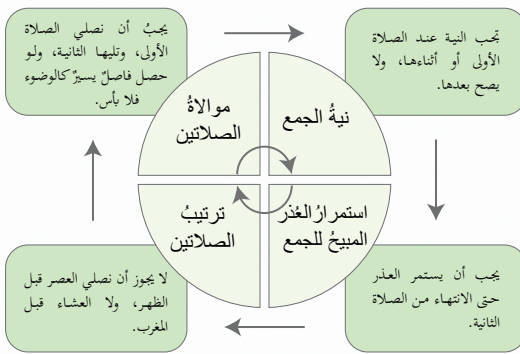 تجب النية عند الصلاة
الأولى أو أثناءها، ولا
يصح بعدها.
نيةُ الجمع
يجب أن يستمر العذر
حتى الانتهاء من الصلاة
الثانية.
استمرارُ العُذر
المبيحُ للجمع
لا يجوز أن نصلي العصر قبل
الظهر، ولا العشاء قبل
المغرب.
ترتيبُ
الصلاتين
يجبُ أن نصلي الصلاة
الأولى، وتليها الثانية، ولو
حصل فاصلٌ يسيرٌ كالوضوء
فلا بأس.
موالاةُ
الصلاتين